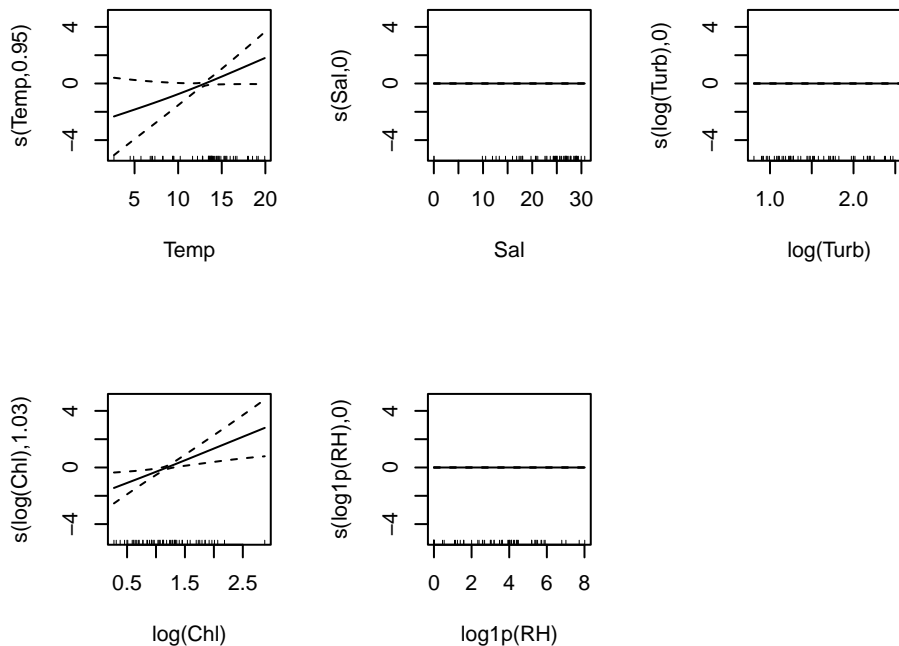 s(Temp,0.95)
4
0
−4
5 10 15 20
Temp
s(Sal,0)
4
0
−4
0 10 20 30
Sal
s(log(Turb),0)
4
0
−4
1.0 2.0
log(Turb)
s(log(Chl),1.03)
4
0
−4
0.5 1.5 2.5
log(Chl)
s(log1p(RH),0)
4
0
−4
0 2 4 6 8
log1p(RH)